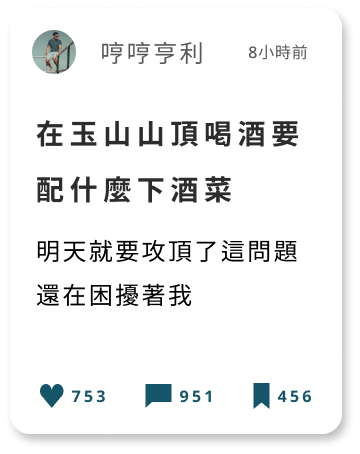 哼哼亨利
8小時前
在玉山山頂喝酒要
配什麼下酒菜
明天就要攻頂了這問題
還在困擾著我
753
951
456